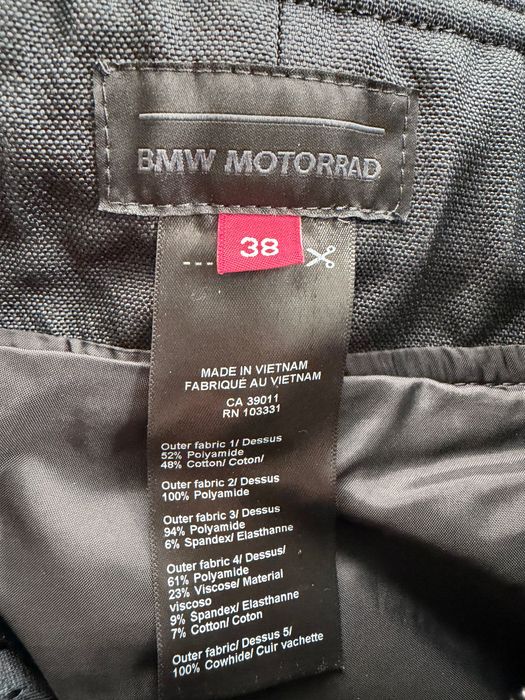 BMW MOTORRAD
38
MADE IN VIETNAM
FABRIQUÉ AU VIETNAM
CA 39011
RN 103331
Outer fabric 1/ Dessus
52% Polyamide
48% Cotton/ Coton/
Outer fabric 2/ Dessus
100% Polyamide
Outer fabric 3/ Dessus
94% Polyamide
6% Spandex/ Elasthanne
Outer fabric 4/ Dessus/
61% Polyamide
23% Viscose/ Material
viscoso
9% Spandex/ Elasthanne
7% Cotton/ Coton
Outer fabric/ Dessus 5/
100% Cowhide/ Cuir vachette